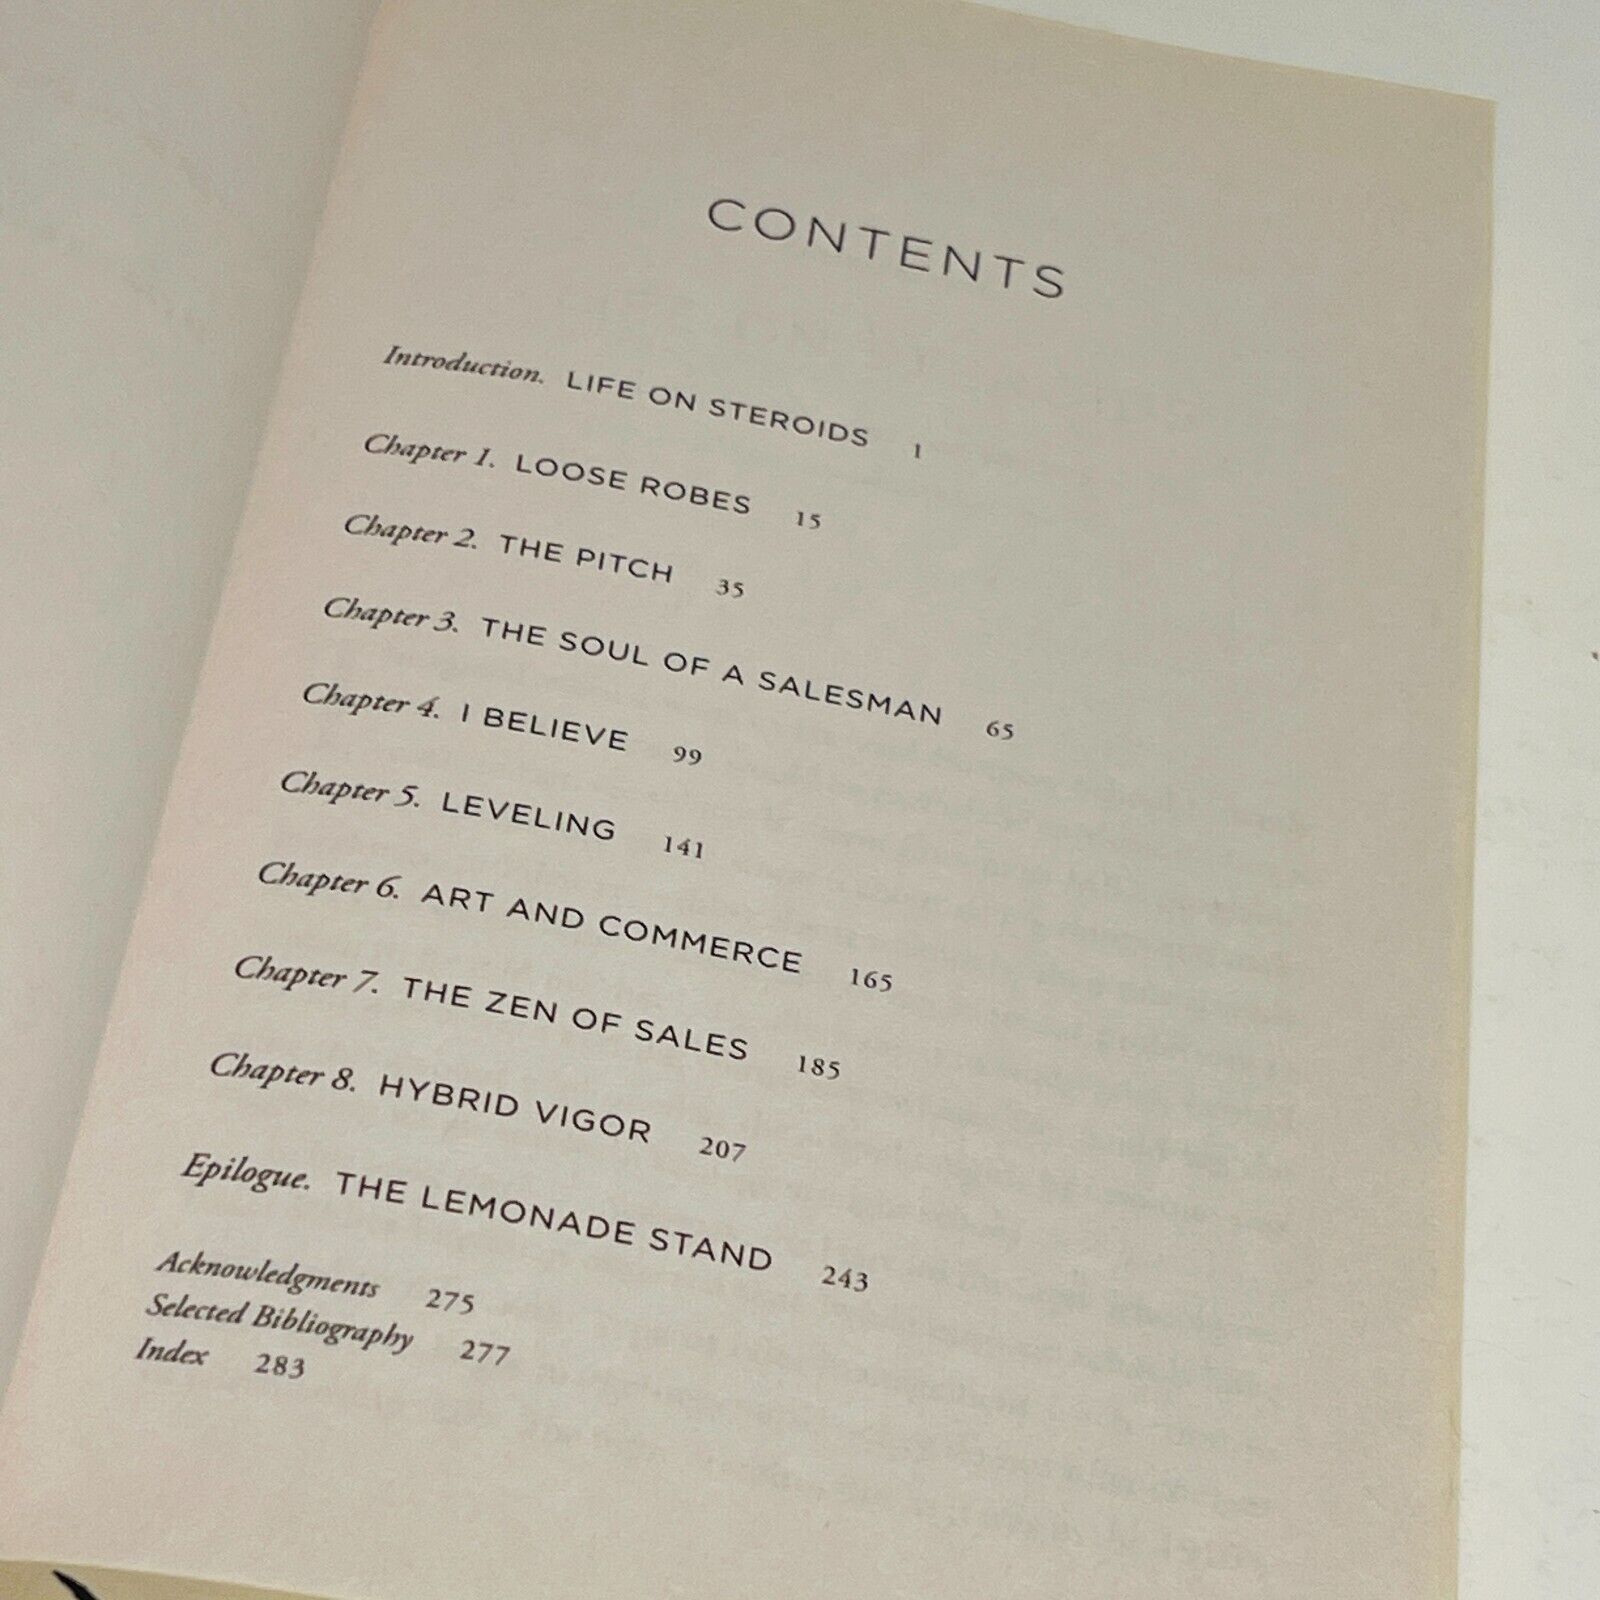 CONTENTS
Introduction. LIFE ON STEROIDS 1
Chapter 1. LOOSE ROBES 15
Chapter 2. THE PITCH 35
Chapter 3. THE SOUL OF A SALESMAN 65
Chapter 4. I BELIEVE 99
Chapter 5. LEVELING 141
Chapter 6. ART AND COMMERCE 165
Chapter 7. THE ZEN OF SALES 185
Chapter 8. HYBRID VIGOR 207
Epilogue. THE LEMONADE STAND 243
Acknowledgments 275
Selected Bibliography 277
Index 283